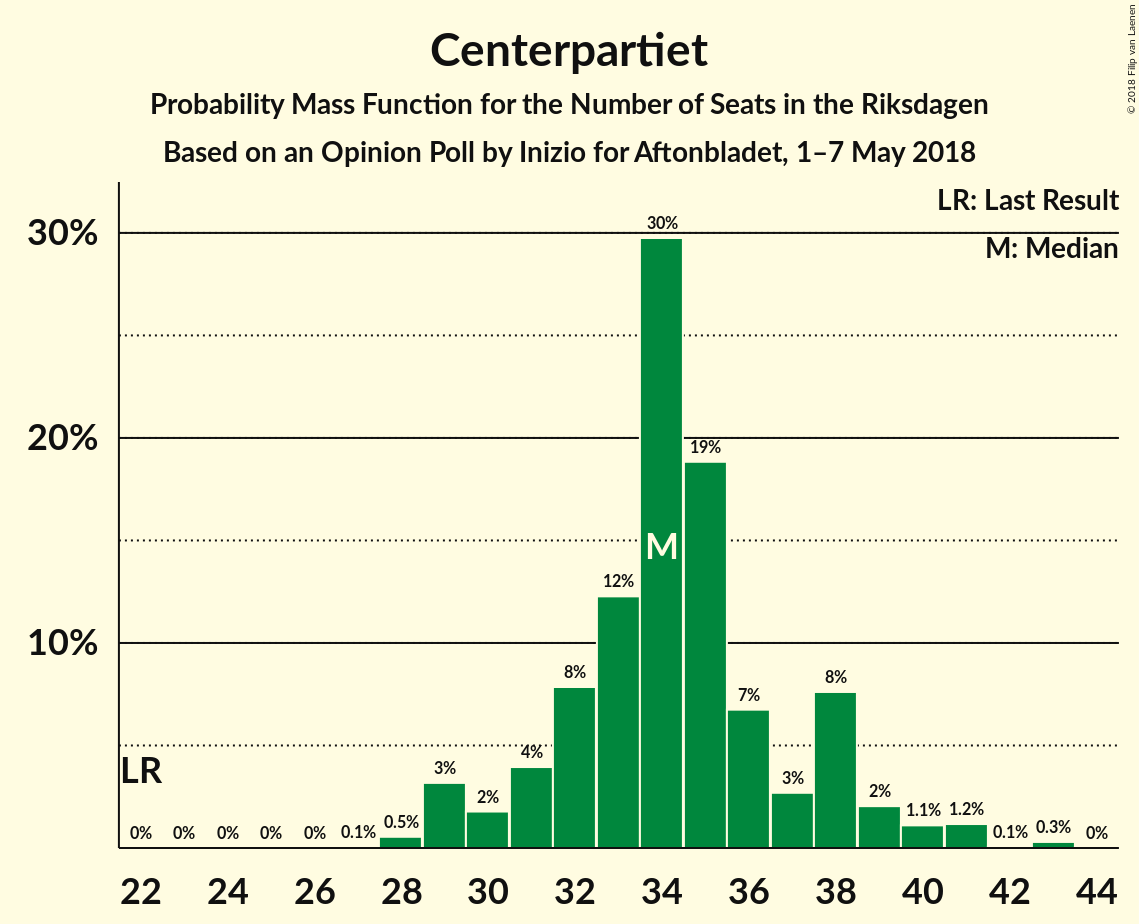 Centerpartiet
Probability Mass Function for the Number of Seats in the Riksdagen
Based on an Opinion Poll by Inizio for Aftonbladet, 1–7 May 2018
© 2018 Filip van Laenen
LR: Last Result
M: Median
30%
20%
10%
LR
M
0%
0%
0%
0%
0%
0.1%
0.5%
3%
2%
4%
8%
12%
30%
19%
7%
3%
8%
2%
1.1%
1.2%
0.1%
0.3%
0%
22 24 26 28 30 32 34 36 38 40 42 44